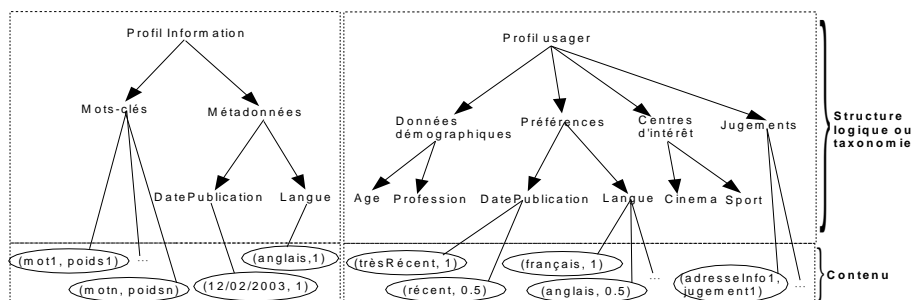 Profil Information
Profil usager
Mots-clés
Métadonnées
Données
démographiques
Préférences
Centres
d'intérêt
Jugements
Structure
logique ou
taxonomie
DatePublication
Langue
Age
Profession
DatePublication
Langue
Cinema
Sport
(mot1, poids1)
...
(motn, poidsn)
(anglais,1)
(12/02/2003, 1)
(trèsRécent, 1)
(récent, 0.5)
(français, 1)
(anglais, 0.5)
...
(adresseInfo1,
jugement1)
...
Contenu